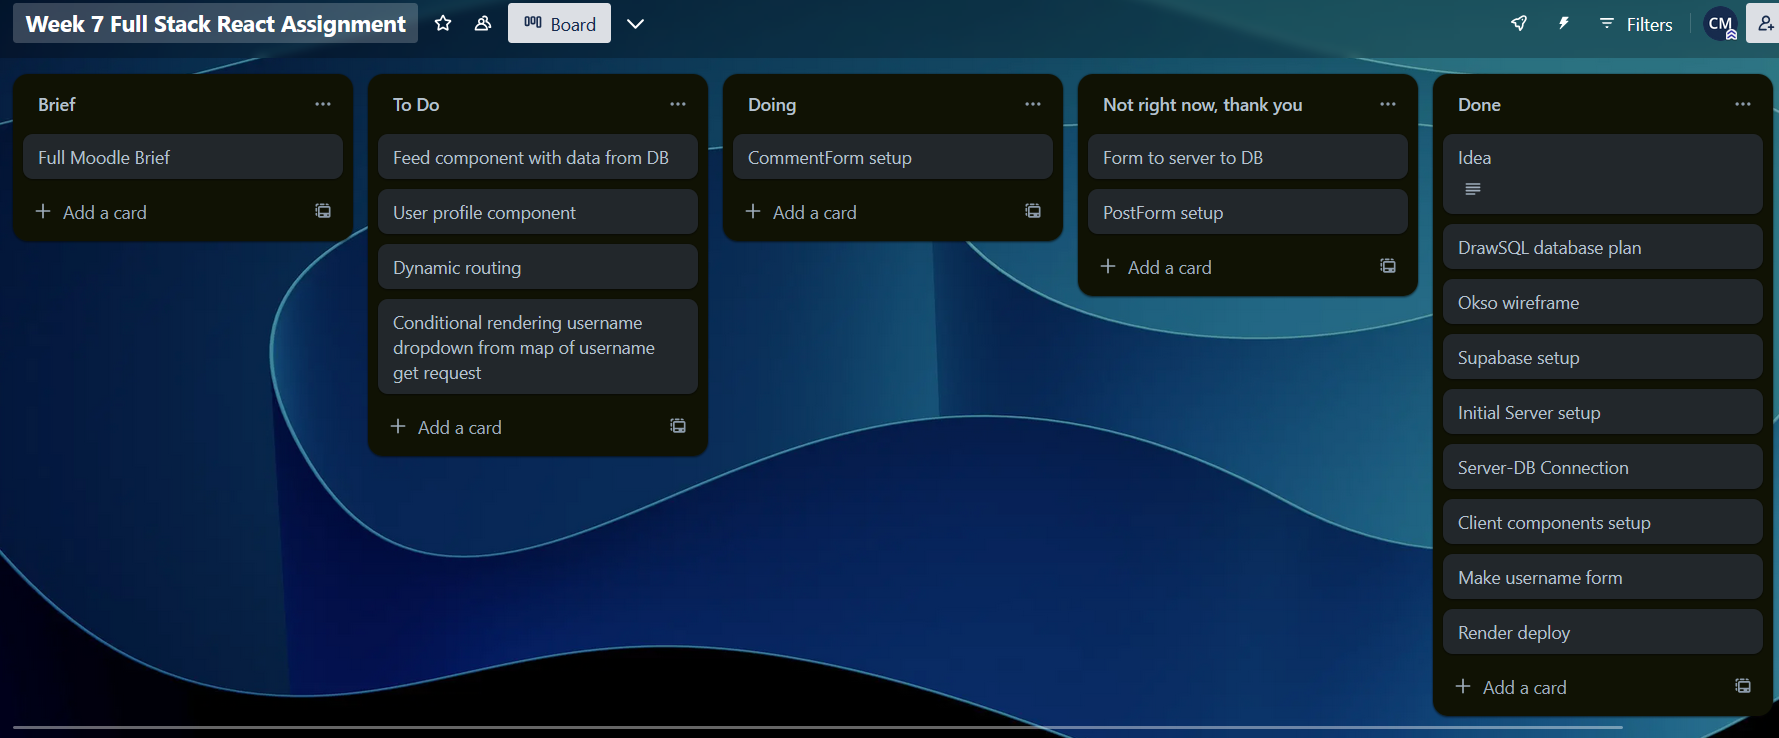 Week 7 Full Stack React Assignment
Board
Filters
CM
Brief
Full Moodle Brief
Add a card
To Do
Feed component with data from DB
User profile component
Dynamic routing
Conditional rendering username
dropdown from map of username
get request
Add a card
Doing
CommentForm setup
Add a card
Not right now, thank you
Form to server to DB
PostForm setup
Add a card
Done
Idea
DrawSQL database plan
Okso wireframe
Supabase setup
Initial Server setup
Server-DB Connection
Client components setup
Make username form
Render deploy
Add a card